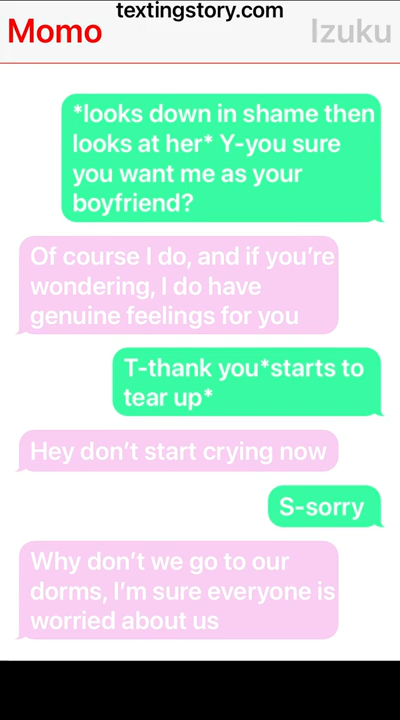 textingstory.com
Momo
Izuku
*looks down in shame then
looks at her* Y-you sure
you want me as your
boyfriend?
Of course I do, and if you’re
wondering, I do have
genuine feelings for you
T-thank you*starts to
tear up*
Hey don’t start crying now
S-sorry
Why don’t we go to our
dorms, I’m sure everyone is
worried about us